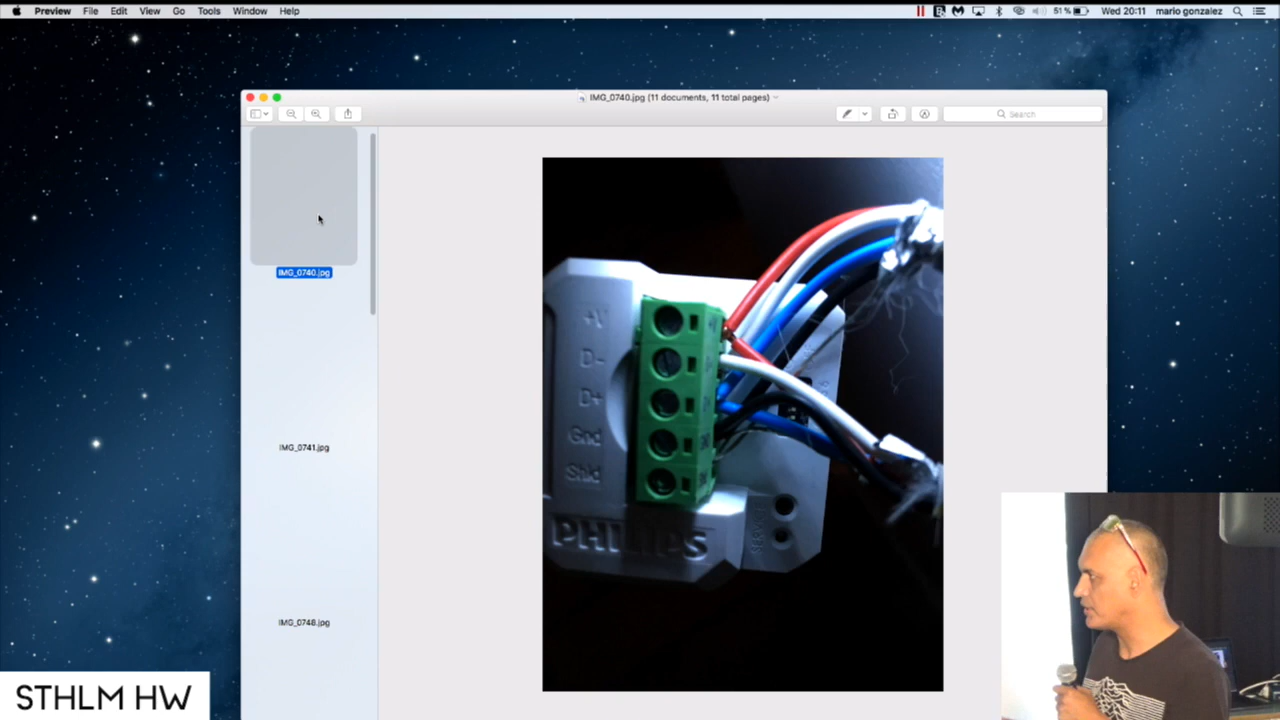 Preview File Edit View Go Tools Window Help 51% Wed 20:11 mario gonzalez
IMG_0740.jpg (11 documents, 11 total pages)
Search
IMG_0740.jpg
IMG_0741.jpg
IMG_0748.jpg
+V
D-
D+
Gnd
Shld
PHILIPS
STHLM HW